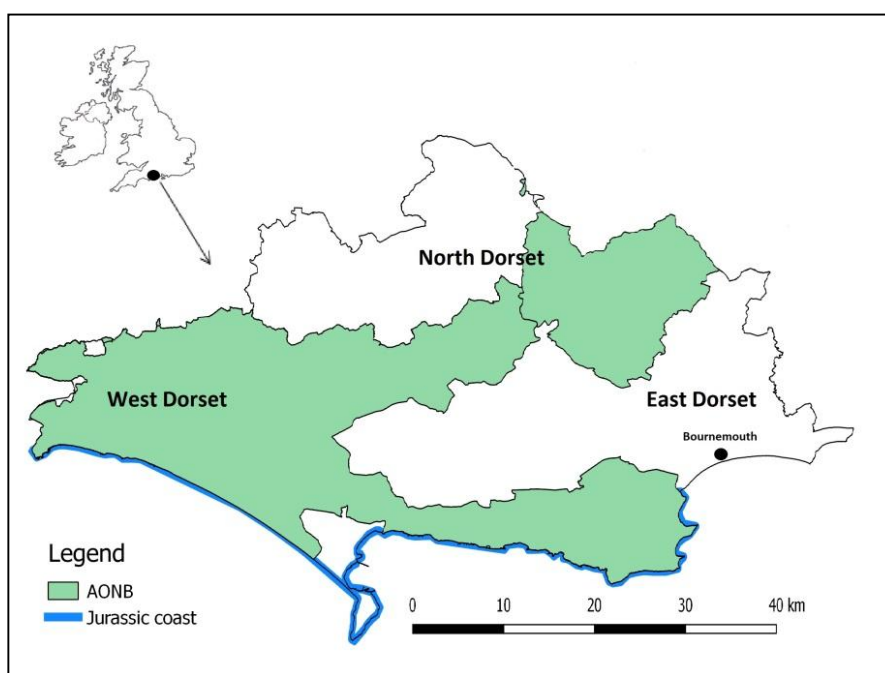 North Dorset
West Dorset
East Dorset
Bournemouth
Legend
AONB
Jurassic coast
0 10 20 30 40 km